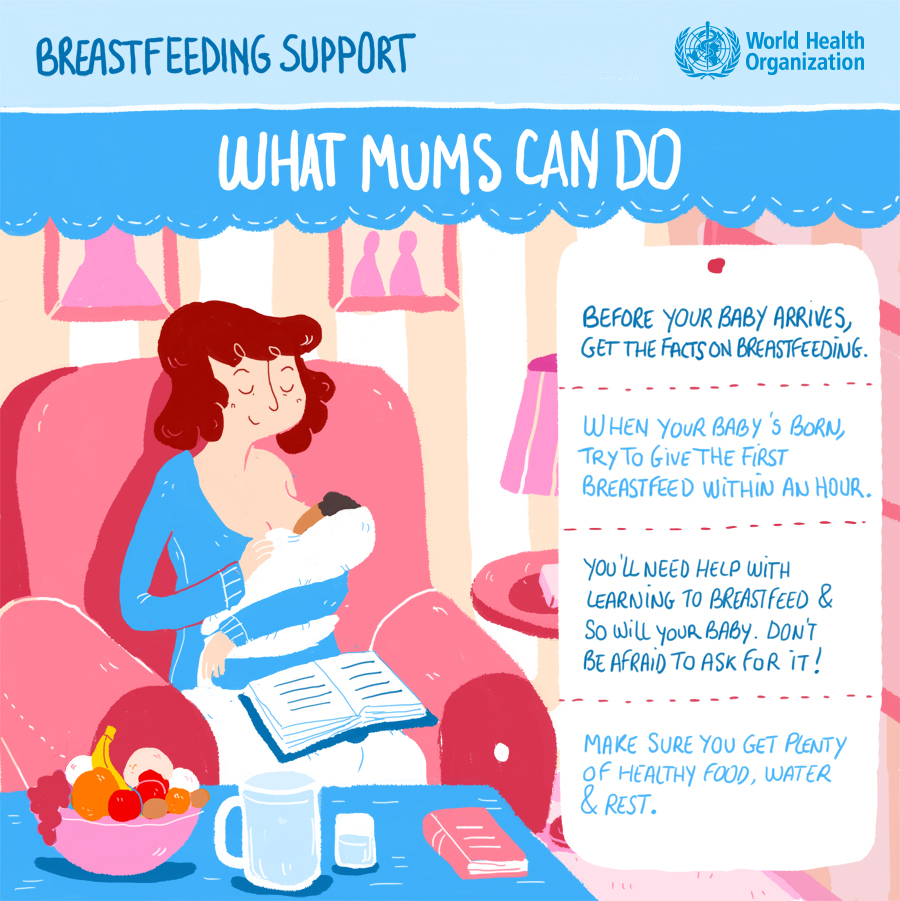 BREASTFEEDING SUPPORT
World Health
Organization
WHAT MUMS CAN DO
BEFORE YOUR BABY ARRIVES,
GET THE FACTS ON BREASTFEEDING.
WHEN YOUR BABY'S BORN,
TRY TO GIVE THE FIRST
BREASTFEED WITHIN AN HOUR.
YOU'LL NEED HELP WITH
LEARNING TO BREASTFEED &
SO WILL YOUR BABY. DON'T
BE AFRAID TO ASK FOR IT!
MAKE SURE YOU GET PLENTY
OF HEALTHY FOOD, WATER
& REST.